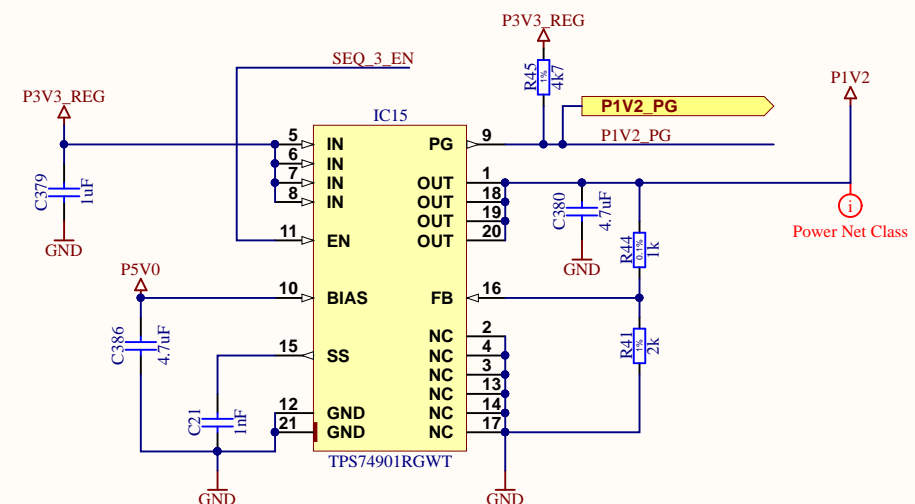 P3V3_REG
SEQ_3_EN
R45
1%
4k7
P1V2
P3V3_REG
P1V2_PG
IC15
P1V2_PG
5 IN PG 9
6 IN
7 IN OUT 1
8 IN OUT 18
OUT 19
11 EN OUT 20
C379
1uF
GND
C380
4.7uF
GND
R44
0.1%
1k
i
Power Net Class
P5V0
10 BIAS FB 16
C386
4.7uF
NC 2
15 SS NC 4
NC 3
NC 13
12 GND NC 14
21 GND NC 17
R41
1%
2k
C21
1nF
TPS74901RGWT
GND
GND